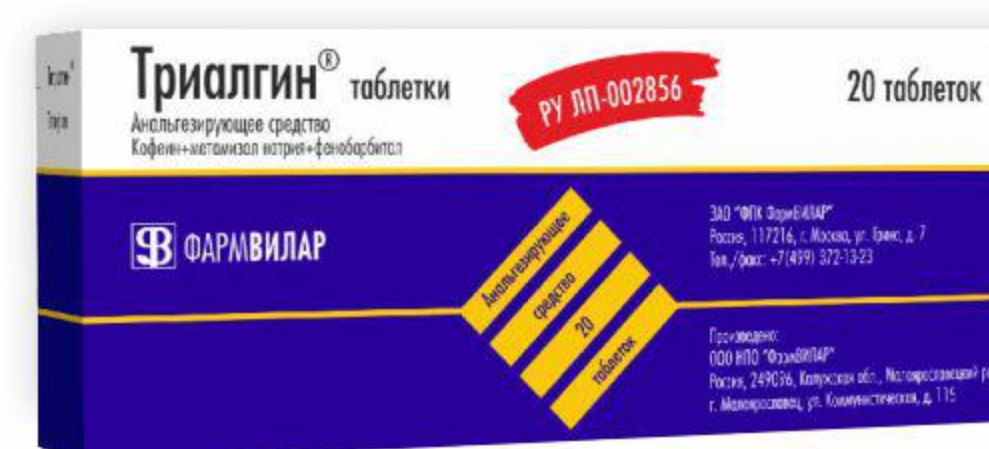 Триалгин® таблетки
Анальгезирующее средство
Кофеин+метамизол натрия+фенобарбитал
РУ ЛП-002856
20 таблеток
ФАРМВИЛАР
Анальгезирующее
средство
20
таблеток
ЗАО "ФПК ФармВИЛАР"
Россия, 117216, г. Москва, ул. Грина, д. 7
Тел./факс: +7(499) 372-13-23
Произведено:
ООО НПО "ФармВИЛАР"
Россия, 249096, Калужская обл., Малоярославецкий
г. Малоярославец, ул. Коммунистическая, д. 115